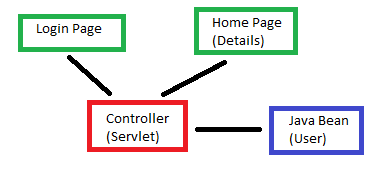 Login Page
Home Page
(Details)
Controller
(Servlet)
Java Bean
(User)